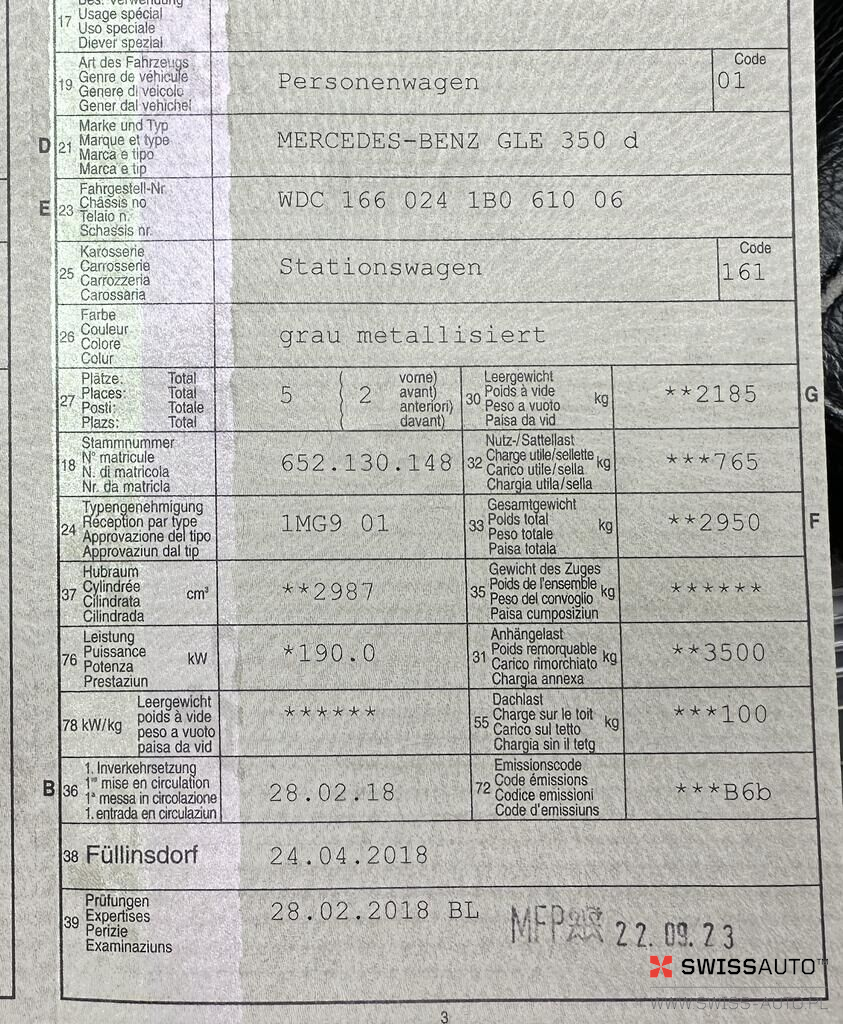 Des. Verwendung
17 Usage spécial
Uso speciale
Diever spezial
19 Art des Fahrzeugs
Genre de véhicule
Genere di veicolo
Gener dal vehichel
Personenwagen
Code
01
D 21 Marke und Typ
Marque et type
Marca e tipo
Marca e tip
MERCEDES-BENZ GLE 350 d
E 23 Fahrgestell-Nr
Châssis no
Telaio n.
Schassis nr.
WDC 166 024 1B0 610 06
25 Karosserie
Carrosserie
Carrozzeria
Carossaria
Stationswagen
Code
161
26 Farbe
Couleur
Colore
Colur
grau metallisiert
27 Plätze: Total
Places: Total
Posti: Totale
Plazs: Total
5 ( 2 vorne)
avant)
anteriori)
davant)
30 Leergewicht
Poids à vide
Peso a vuoto
Paisa da vid
kg
**2185
G
18 Stammnummer
N° matricule
N. di matricola
Nr. da matricla
652.130.148
32 Nutz-/Sattellast
Charge utile/sellette
Carico utile/sella
Chargia utila/sella
kg
***765
24 Typengenehmigung
Réception par type
Approvazione del tipo
Approvaziun dal tip
1MG9 01
33 Gesamtgewicht
Poids total
Peso totale
Paisa totala
kg
**2950
F
37 Hubraum
Cylindrée
Cilindrata
Cilindrada
cm³
**2987
35 Gewicht des Zuges
Poids de l'ensemble
Peso del convoglio
Paisa cumposiziun
kg
******
76 Leistung
Puissance
Potenza
Prestaziun
kW
*190.0
31 Anhängelast
Poids remorquable
Carico rimorchiato
Chargia annexa
kg
**3500
78 kW/kg
Leergewicht
poids à vide
peso a vuoto
paisa da vid
******
55 Dachlast
Charge sur le toit
Carico sul tetto
Chargia sin il tetg
kg
***100
B 36 1. Inverkehrsetzung
1re mise en circulation
1a messa in circolazione
1. entrada en circulaziun
28.02.18
72 Emissionscode
Code émissions
Codice emissioni
Code d'emissiuns
***B6b
38 Füllinsdorf
24.04.2018
39 Prüfungen
Expertises
Perizie
Examinaziuns
28.02.2018 BL
MFP 22.09.23
SWISSAUTO™
WWW.SWISS-AUTO.PL
3